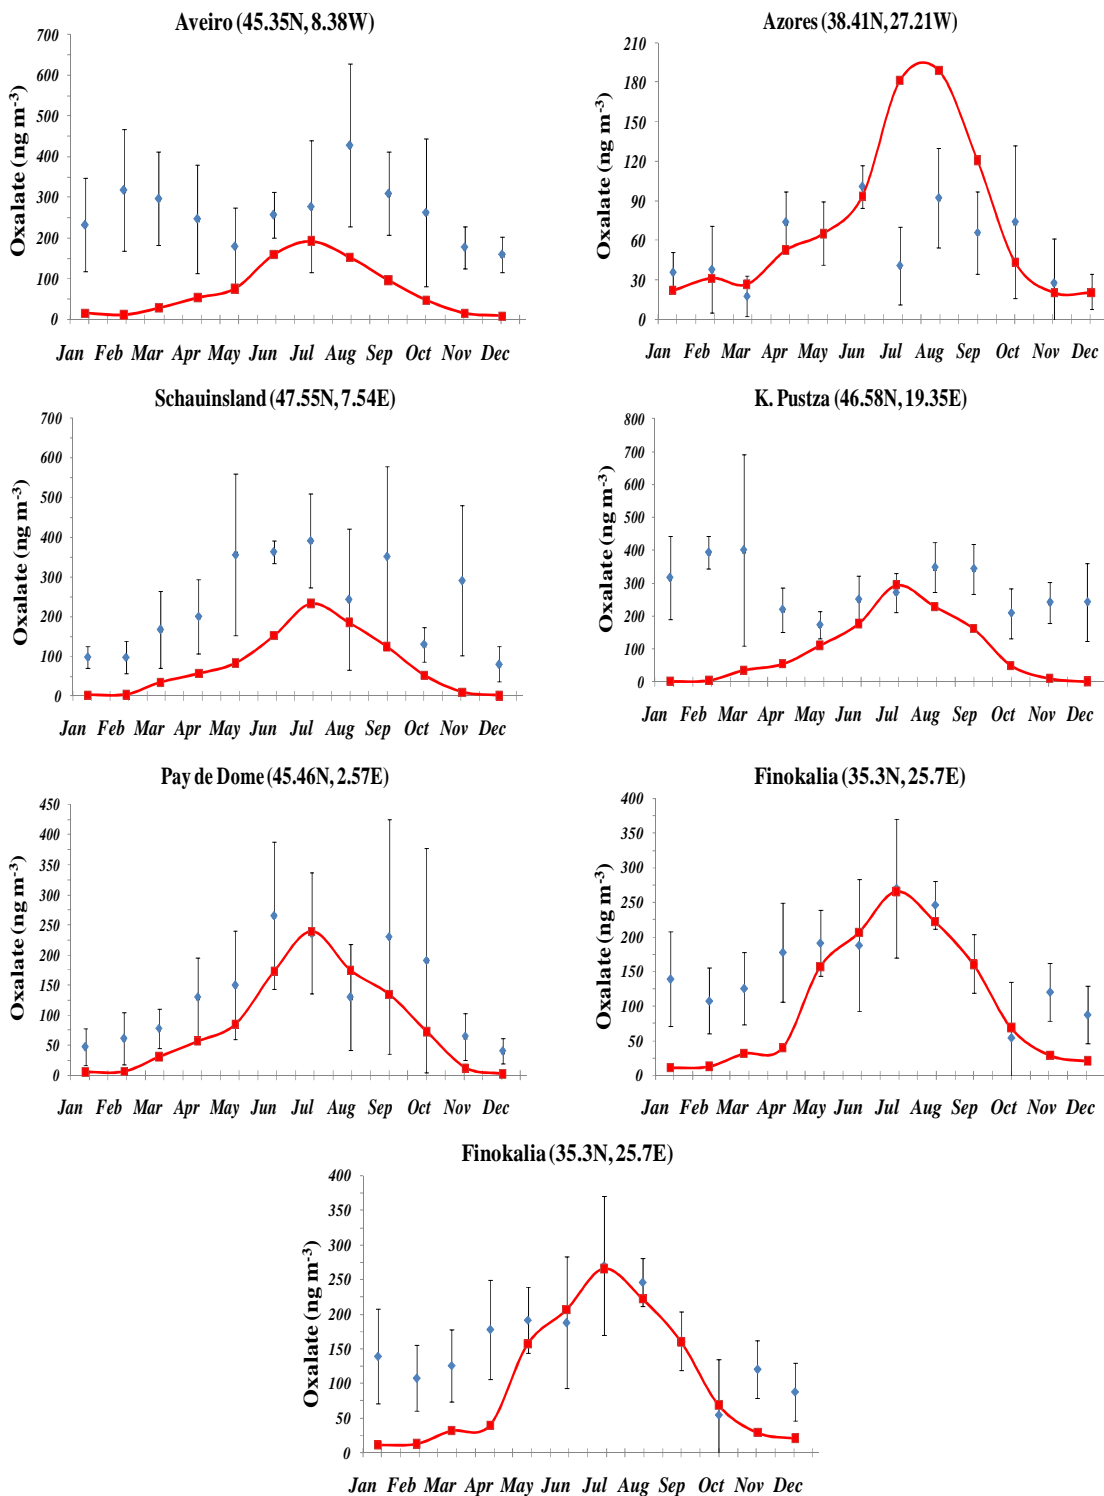 Aveiro (45.35N, 8.38W)
Oxalate (ng m-3)
700
600
500
400
300
200
100
0
Jan Feb Mar Apr May Jun Jul Aug Sep Oct Nov Dec
Azores (38.41N, 27.21W)
Oxalate (ng m-3)
210
180
150
120
90
60
30
0
Jan Feb Mar Apr May Jun Jul Aug Sep Oct Nov Dec
Schauinsland (47.55N, 7.54E)
Oxalate (ng m-3)
700
600
500
400
300
200
100
0
Jan Feb Mar Apr May Jun Jul Aug Sep Oct Nov Dec
K. Pustza (46.58N, 19.35E)
Oxalate (ng m-3)
800
700
600
500
400
300
200
100
0
Jan Feb Mar Apr May Jun Jul Aug Sep Oct Nov Dec
Pay de Dome (45.46N, 2.57E)
Oxalate (ng m-3)
450
400
350
300
250
200
150
100
50
0
Jan Feb Mar Apr May Jun Jul Aug Sep Oct Nov Dec
Finokalia (35.3N, 25.7E)
Oxalate (ng m-3)
400
350
300
250
200
150
100
50
0
Jan Feb Mar Apr May Jun Jul Aug Sep Oct Nov Dec
Finokalia (35.3N, 25.7E)
Oxalate (ng m-3)
400
350
300
250
200
150
100
50
0
Jan Feb Mar Apr May Jun Jul Aug Sep Oct Nov Dec